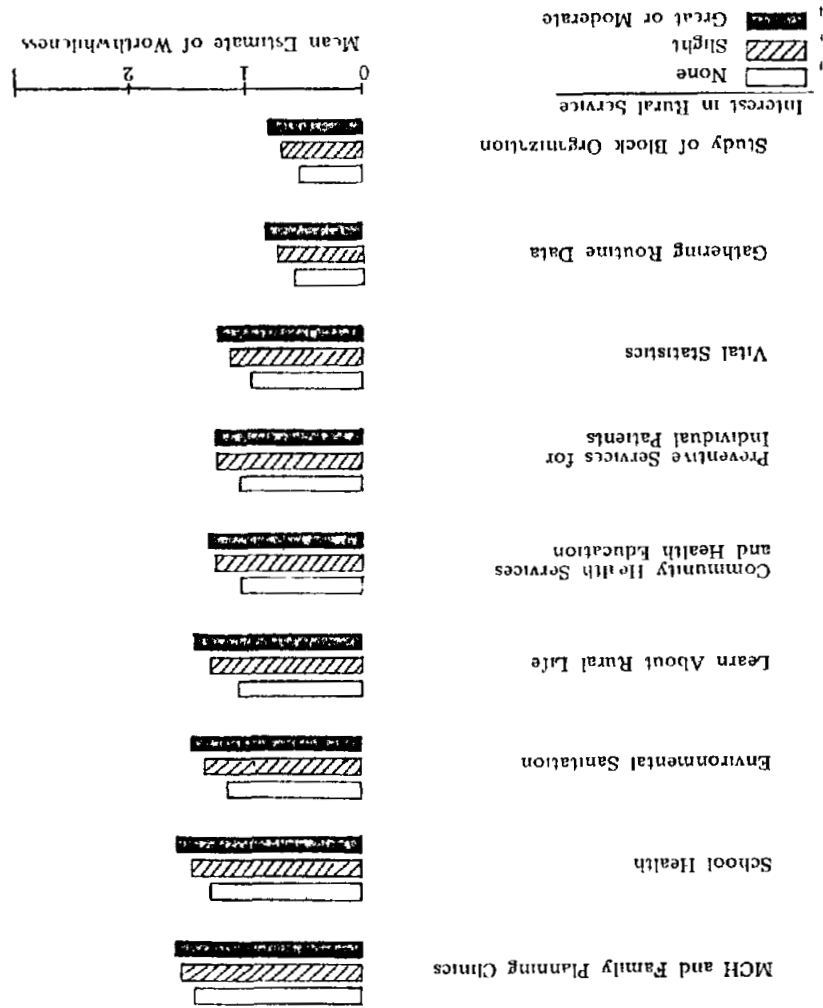 MCH and Family Planning Clinics
School Health
Environmental Sanitation
Learn About Rural Life
Community Health Services
and Health Education
Preventive Services for
Individual Patients
Vital Statistics
Gathering Routine Data
Study of Block Organization
Interest in Rural Service
None
Slight
Great or Moderate
0 1 2 3
Mean Estimate of Worthwhileness